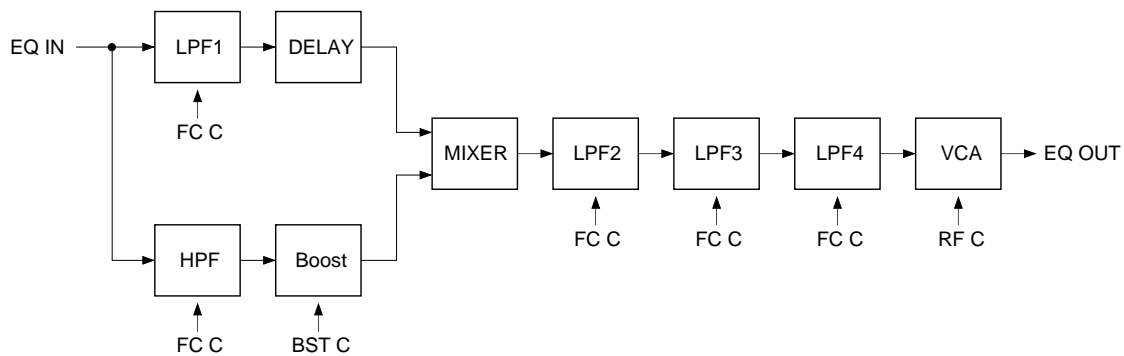 EQ IN
LPF1
DELAY
FC C
MIXER
LPF2
LPF3
LPF4
VCA
EQ OUT
FC C
FC C
FC C
RF C
HPF
Boost
FC C
BST C